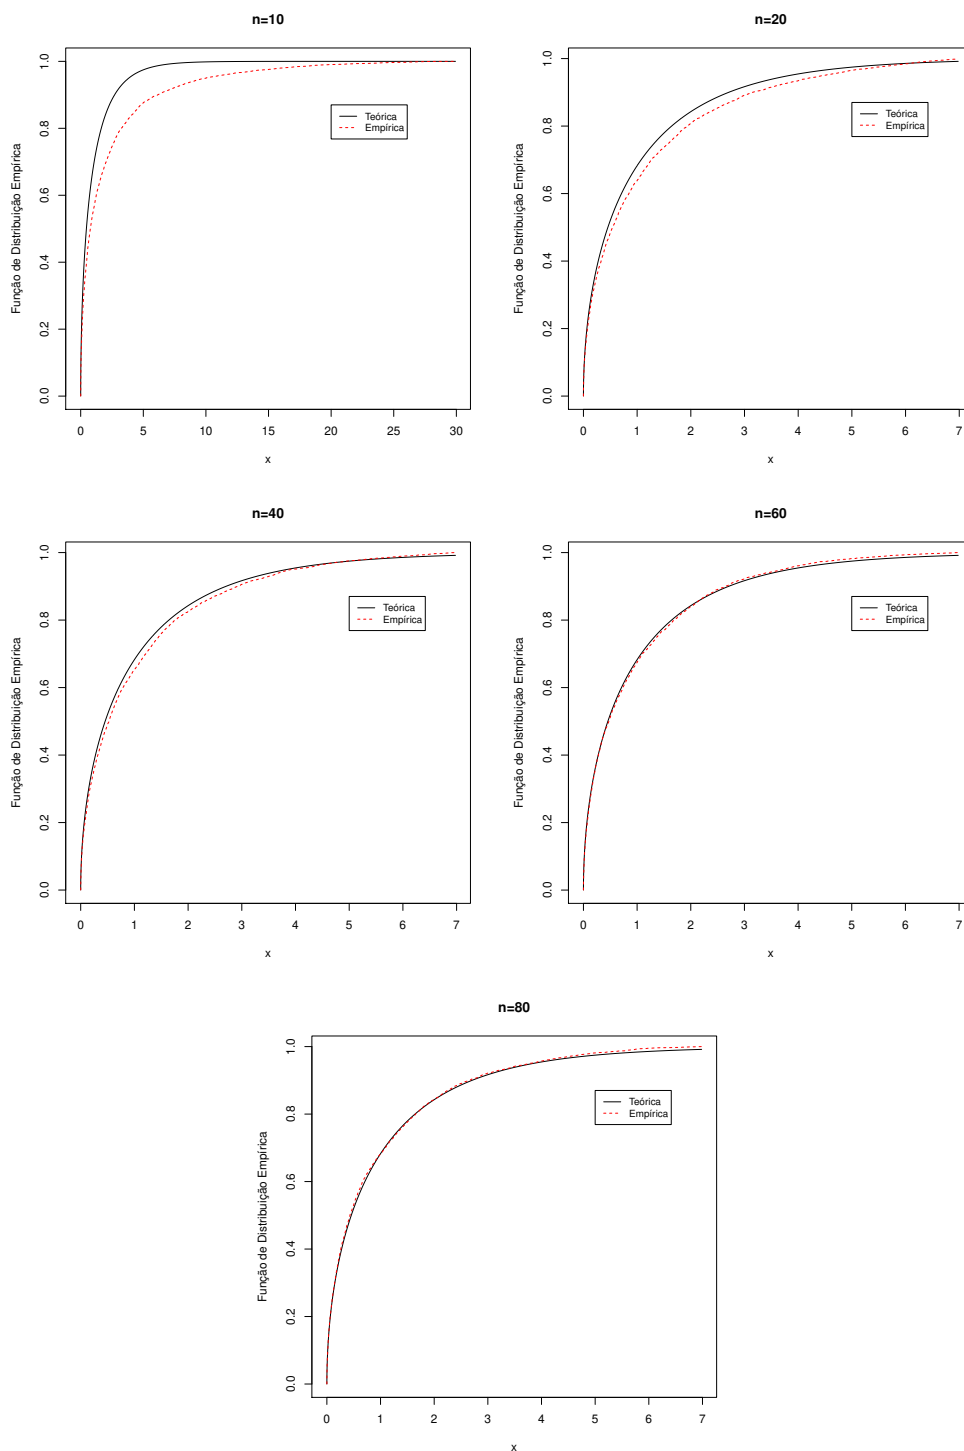 n=10
Função de Distribuição Empírica
0.0 0.2 0.4 0.6 0.8 1.0
Teórica
Empírica
0 5 10 15 20 25 30
x
n=20
Função de Distribuição Empírica
0.0 0.2 0.4 0.6 0.8 1.0
Teórica
Empírica
0 1 2 3 4 5 6 7
x
n=40
Função de Distribuição Empírica
0.0 0.2 0.4 0.6 0.8 1.0
Teórica
Empírica
0 1 2 3 4 5 6 7
x
n=60
Função de Distribuição Empírica
0.0 0.2 0.4 0.6 0.8 1.0
Teórica
Empírica
0 1 2 3 4 5 6 7
x
n=80
Função de Distribuição Empírica
0.0 0.2 0.4 0.6 0.8 1.0
Teórica
Empírica
0 1 2 3 4 5 6 7
x